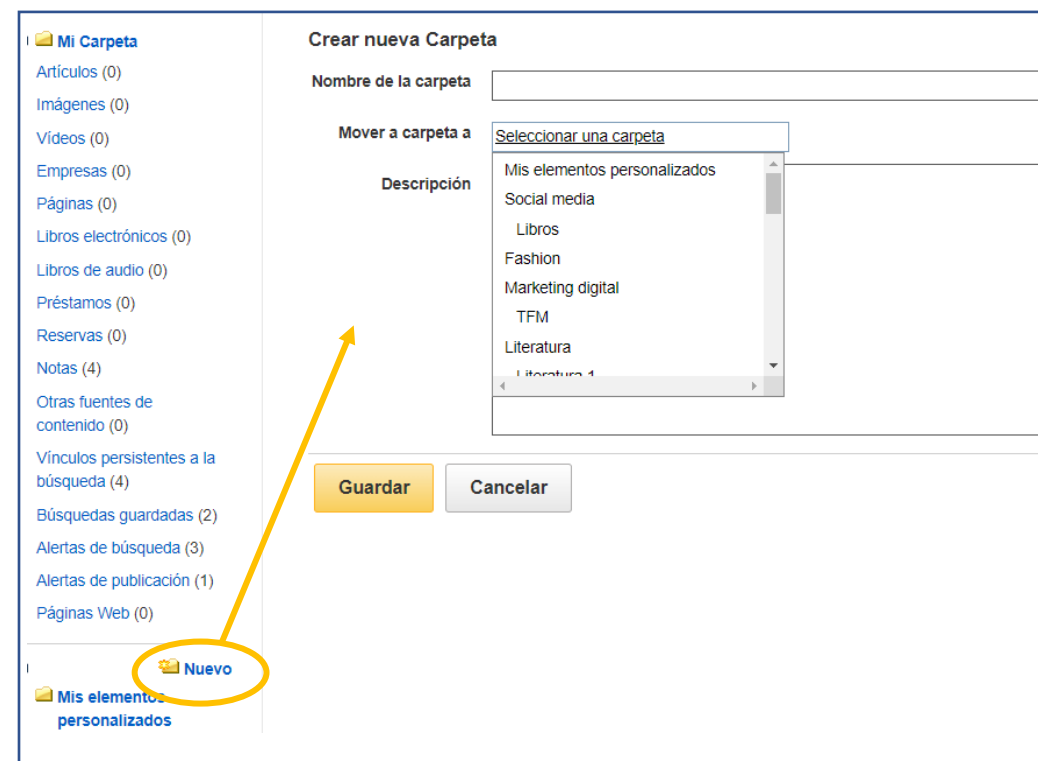 Mi Carpeta
Artículos (0)
Imágenes (0)
Vídeos (0)
Empresas (0)
Páginas (0)
Libros electrónicos (0)
Libros de audio (0)
Préstamos (0)
Reservas (0)
Notas (4)
Otras fuentes de
contenido (0)
Vínculos persistentes a la
búsqueda (4)
Búsquedas guardadas (2)
Alertas de búsqueda (3)
Alertas de publicación (1)
Páginas Web (0)
Nuevo
Mis elementos
personalizados
Crear nueva Carpeta
Nombre de la carpeta
Mover a carpeta a
Seleccionar una carpeta
Descripción
Mis elementos personalizados
Social media
Libros
Fashion
Marketing digital
TFM
Literatura
Literatura 1
Guardar
Cancelar